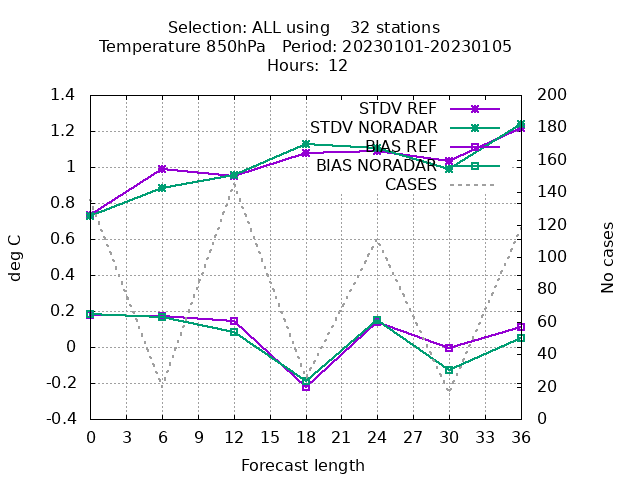 Selection: ALL using    32 stations
Temperature 850hPa   Period: 20230101-20230105
Hours:  12
STDV REF
STDV NORADAR
BIAS REF
BIAS NORADAR
CASES
1.4
1.2
1
0.8
0.6
0.4
0.2
0
-0.2
-0.4
deg C
200
180
160
140
120
100
80
60
40
20
0
No cases
0 3 6 9 12 15 18 21 24 27 30 33 36
Forecast length